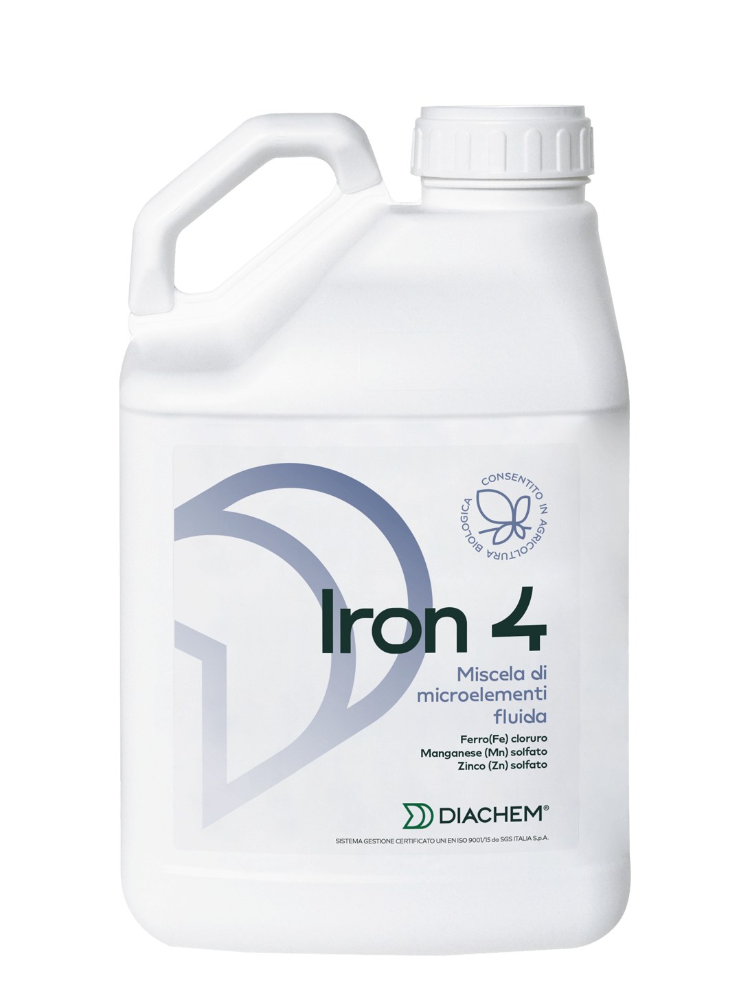 CONSENTITO IN AGRICOLTURA BIOLOGICA
Iron 4
Miscela di
microelementi
fluida
Ferro(Fe) cloruro
Manganese (Mn) solfato
Zinco (Zn) solfato
DIACHEM®
SISTEMA GESTIONE CERTIFICATO UNI EN ISO 9001/15 da SGS ITALIA S.p.A.